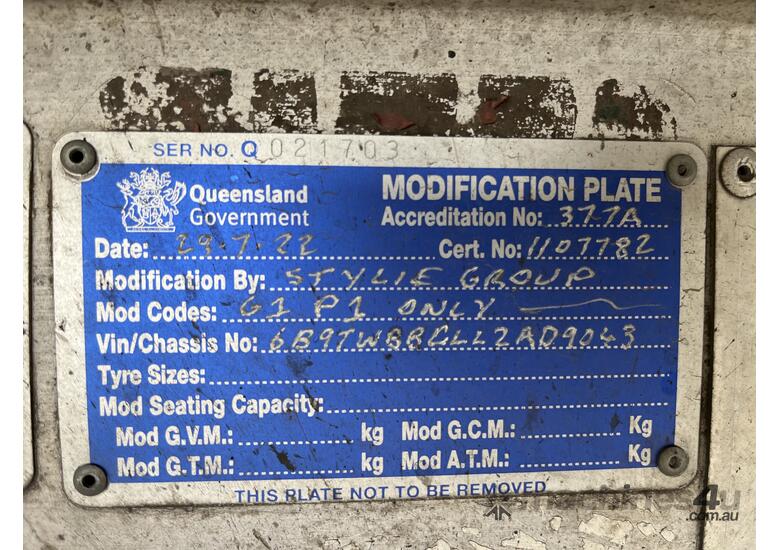 SER NO. Q 021703
Queensland Government
MODIFICATION PLATE
Accreditation No: 377A
Date: 29.7.22 Cert. No: 1107782
Modification By: STYLIE GROUP
Mod Codes: G1 P1 ONLY
Vin/Chassis No: 6B9TWBBGLL2AD9043
Tyre Sizes:
Mod Seating Capacity:
Mod G.V.M.: kg Mod G.C.M.: Kg
Mod G.T.M.: kg Mod A.T.M.: Kg
THIS PLATE NOT TO BE REMOVED
machines4u
.com.au